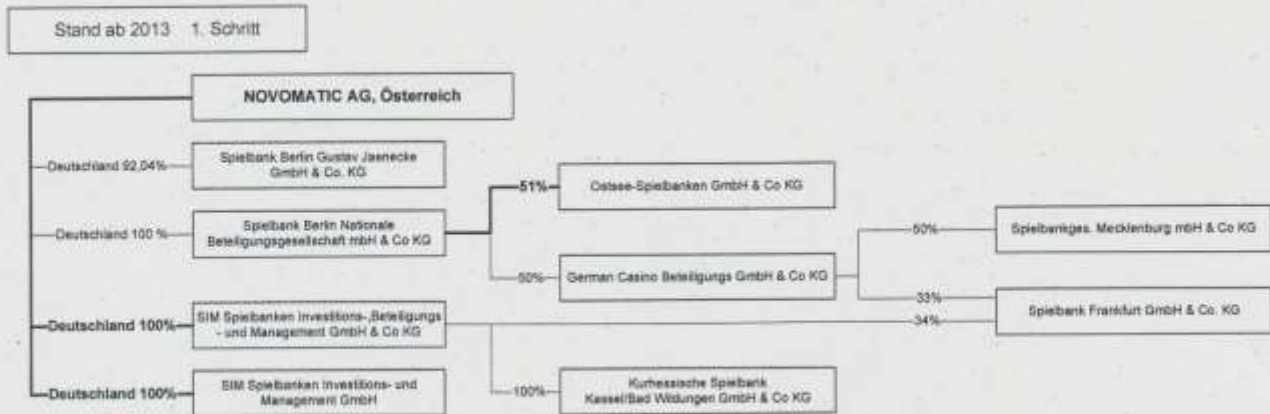 Stand ab 2013 1. Schritt
NOVOMATIC AG, Österreich
Deutschland 92,04%
Spielbank Berlin Gustav Jaenecke
GmbH & Co. KG
Deutschland 100 %
Spielbank Berlin Nationale
Beteiligungsgesellschaft mbH & Co KG
51%
Ostsee-Spielbanken GmbH & Co KG
50%
German Casino Beteiligungs GmbH & Co KG
50%
Spielbankges. Mecklenburg mbH & Co KG
33%
34%
Spielbank Frankfurt GmbH & Co. KG
Deutschland 100%
SIM Spielbanken Investitions-,Beteiligungs
- und Management GmbH & Co KG
100%
Kurhessische Spielbank
Kassel/Bad Wildungen GmbH & Co KG
Deutschland 100%
SIM Spielbanken Investitions- und
Management GmbH